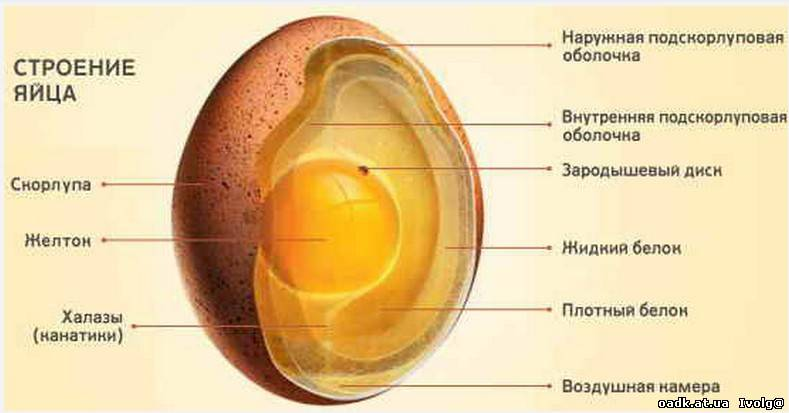 СТРОЕНИЕ
ЯЙЦА
Скорлупа
Желток
Халазы
(канатики)
Наружная подскорлуповая
оболочка
Внутренняя подскорлуповая
оболочка
Зародышевый диск
Жидкий белок
Плотный белок
Воздушная камера
oadk.at.ua Ivolg@